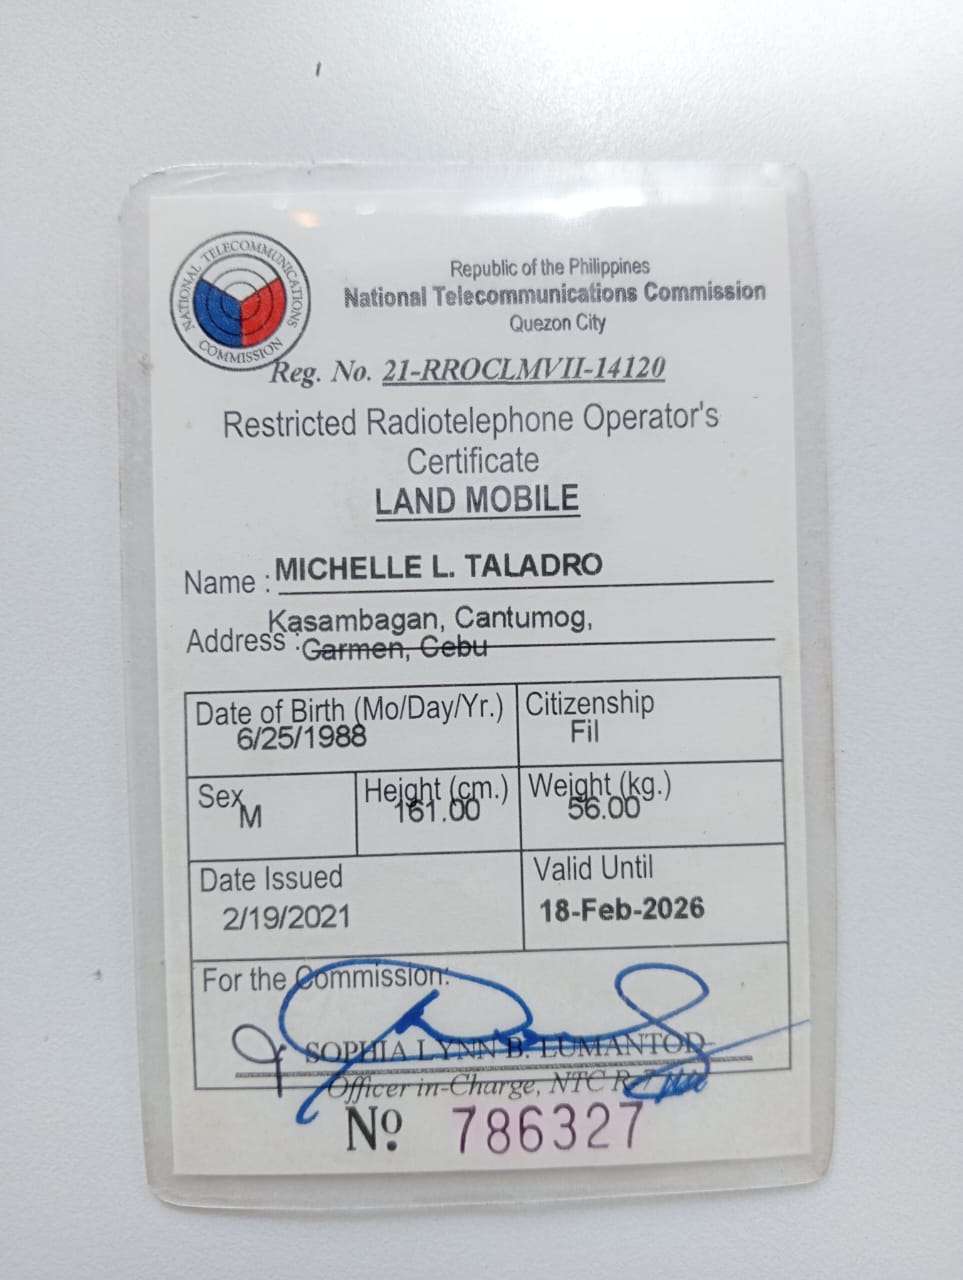 NATIONAL TELECOMMUNICATIONS COMMISSION
Republic of the Philippines
National Telecommunications Commission
Quezon City
Reg. No. 21-RROCLMVII-14120
Restricted Radiotelephone Operator's
Certificate
LAND MOBILE
Name : MICHELLE L. TALADRO
Address : Kasambagan, Cantumog,
Carmen, Cebu
Date of Birth (Mo/Day/Yr.) Citizenship
6/25/1988 Fil
Sex Height (cm.) Weight (kg.)
M 161.00 56.00
Date Issued Valid Until
2/19/2021 18-Feb-2026
For the Commission:
SOPHIA LYNN B. LUMANTOD
Officer in-Charge, NTC
Nº 786327